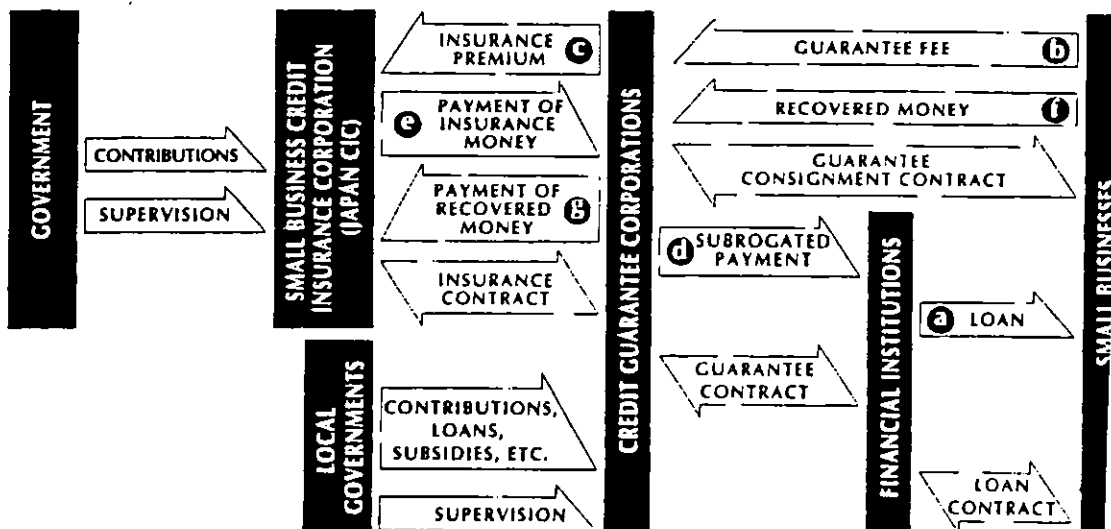 GOVERNMENT
CONTRIBUTIONS
SUPERVISION
SMALL BUSINESS CREDIT
INSURANCE CORPORATION
(JAPAN CIC)
INSURANCE
PREMIUM
c
e
PAYMENT OF
INSURANCE
MONEY
PAYMENT OF
RECOVERED
MONEY
g
INSURANCE
CONTRACT
LOCAL
GOVERNMENTS
CONTRIBUTIONS,
LOANS,
SUBSIDIES, ETC.
SUPERVISION
CREDIT GUARANTEE CORPORATIONS
GUARANTEE FEE
b
RECOVERED MONEY
f
GUARANTEE
CONSIGNMENT CONTRACT
d
SUBROGATED
PAYMENT
GUARANTEE
CONTRACT
FINANCIAL INSTITUTIONS
a LOAN
LOAN
CONTRACT
SMALL BUSINESSES